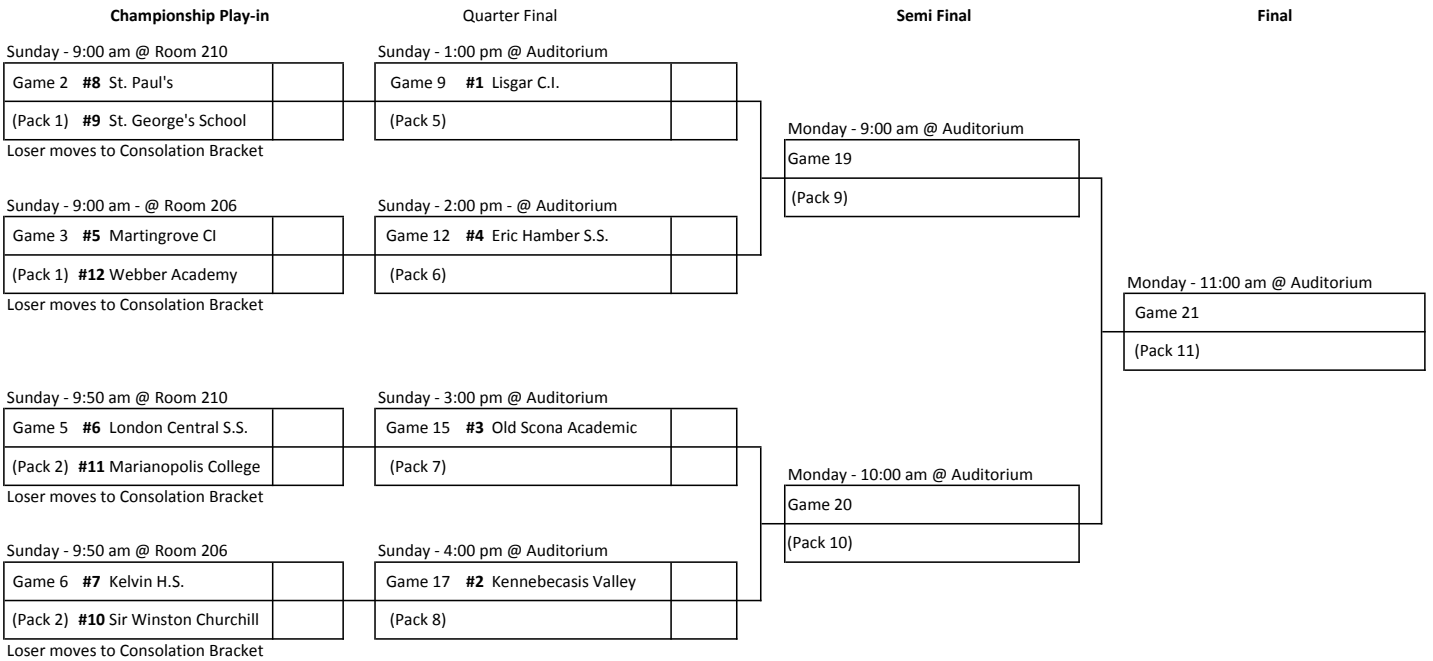 Championship Play-in
Quarter Final
Semi Final
Final
Sunday - 9:00 am @ Room 210
Game 2 #8 St. Paul's
(Pack 1) #9 St. George's School
Loser moves to Consolation Bracket
Sunday - 1:00 pm @ Auditorium
Game 9 #1 Lisgar C.I.
(Pack 5)
Sunday - 9:00 am - @ Room 206
Game 3 #5 Martingrove CI
(Pack 1) #12 Webber Academy
Loser moves to Consolation Bracket
Sunday - 2:00 pm - @ Auditorium
Game 12 #4 Eric Hamber S.S.
(Pack 6)
Monday - 9:00 am @ Auditorium
Game 19
(Pack 9)
Monday - 11:00 am @ Auditorium
Game 21
(Pack 11)
Sunday - 9:50 am @ Room 210
Game 5 #6 London Central S.S.
(Pack 2) #11 Marianopolis College
Loser moves to Consolation Bracket
Sunday - 3:00 pm @ Auditorium
Game 15 #3 Old Scona Academic
(Pack 7)
Monday - 10:00 am @ Auditorium
Game 20
(Pack 10)
Sunday - 9:50 am @ Room 206
Game 6 #7 Kelvin H.S.
(Pack 2) #10 Sir Winston Churchill
Loser moves to Consolation Bracket
Sunday - 4:00 pm @ Auditorium
Game 17 #2 Kennebecasis Valley
(Pack 8)